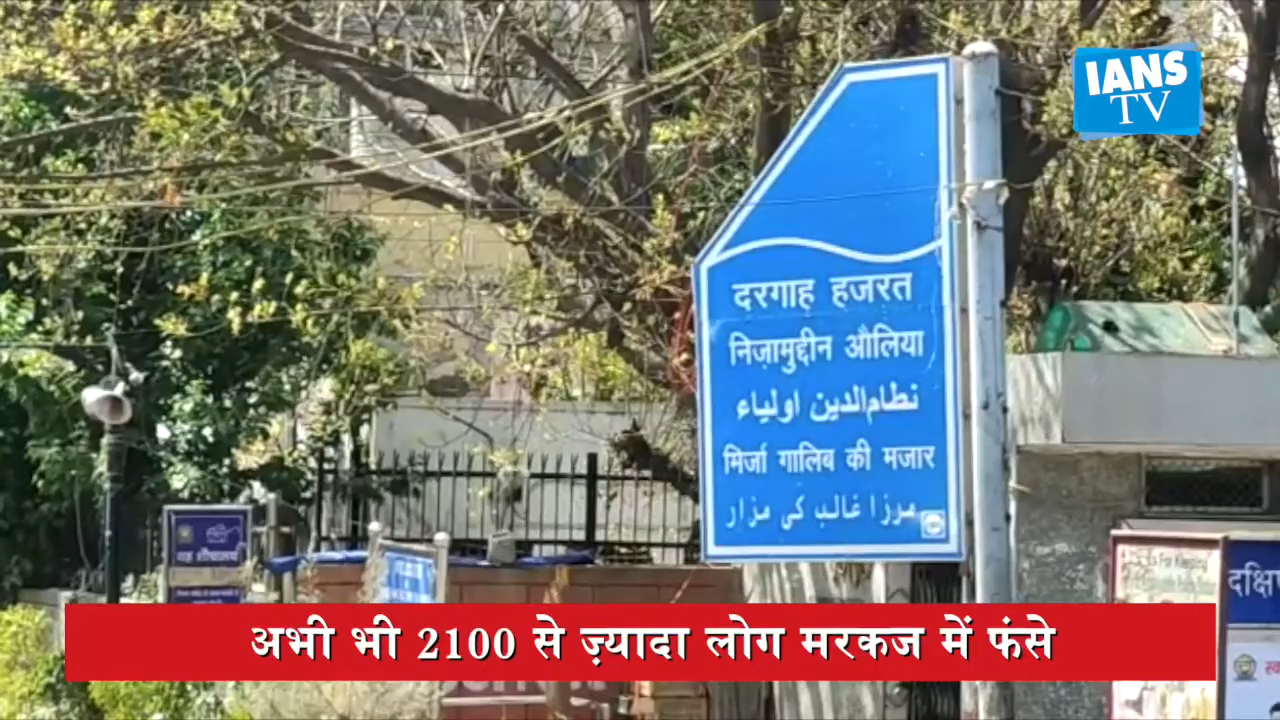 IANS
TV
दरगाह हजरत
निज़ामुद्दीन औलिया
نظام الدین اولیاء
मिर्जा गालिब की मजार
مرزا غالب کی مزار
दक्षि
अभी भी 2100 से ज़्यादा लोग मरकज में फंसे